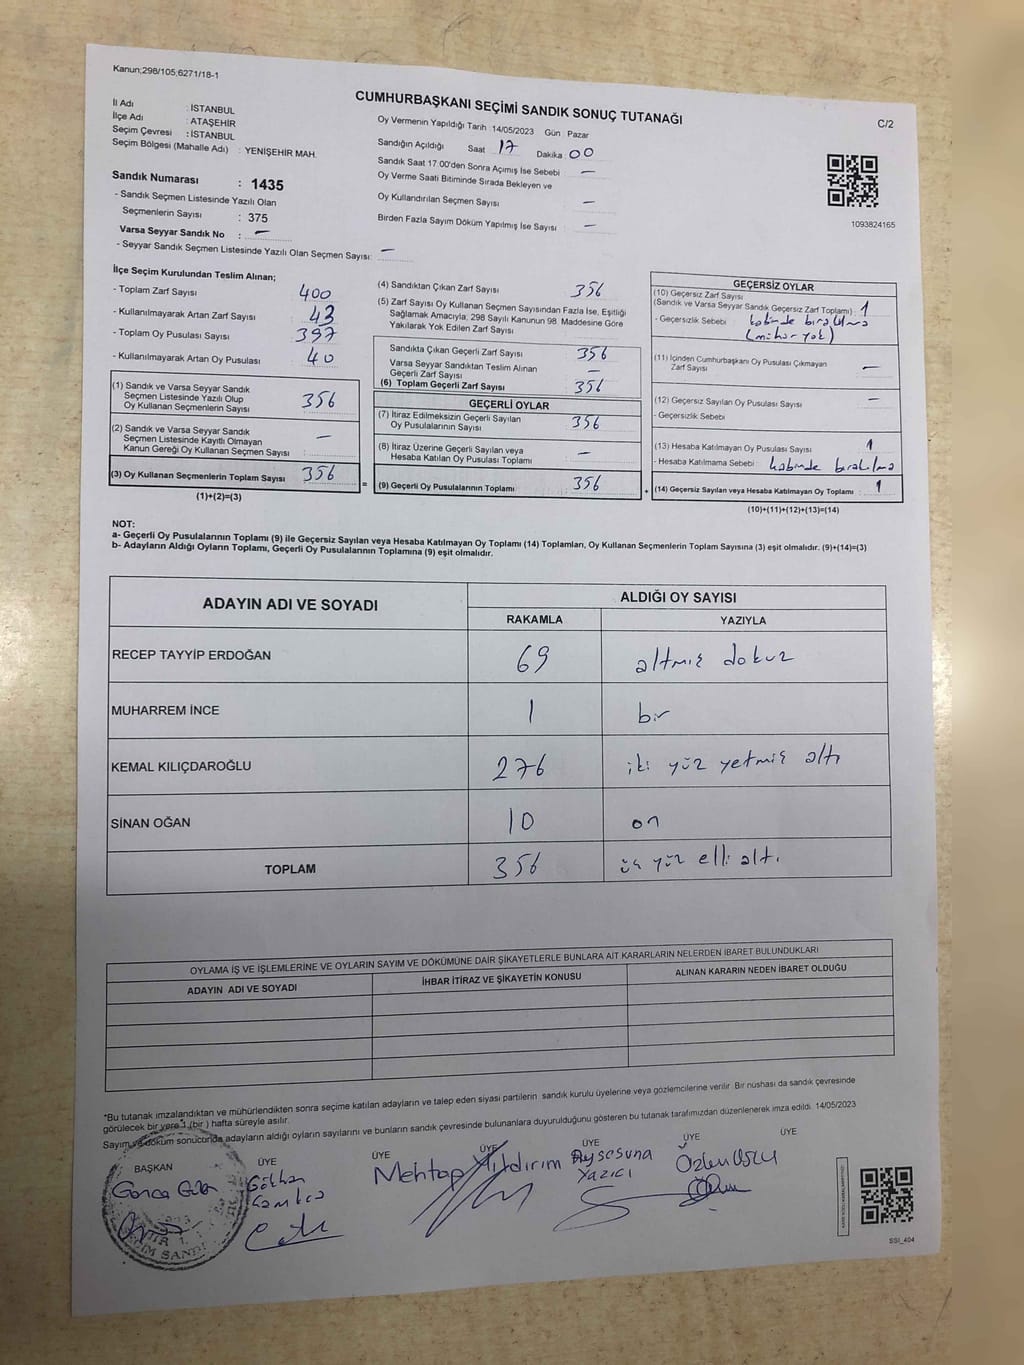 Kanun;298/105;6271/18-1
CUMHURBAŞKANI SEÇİMİ SANDIK SONUÇ TUTANAĞI
C/2
İl Adı : İSTANBUL
İlçe Adı : ATAŞEHİR
Seçim Çevresi : İSTANBUL
Seçim Bölgesi (Mahalle Adı) : YENİŞEHİR MAH.
Sandık Numarası : 1435
- Sandık Seçmen Listesinde Yazılı Olan
Seçmenlerin Sayısı : 375
Varsa Seyyar Sandık No : -
- Seyyar Sandık Seçmen Listesinde Yazılı Olan Seçmen Sayısı: -
Oy Vermenin Yapıldığı Tarih 14/05/2023 Gün Pazar
Sandığın Açıldığı Saat 17 Dakika 00
Sandık Saat 17 00'den Sonra Açımış İse Sebebi -
Oy Verme Saati Bitiminde Sırada Bekleyen ve
Oy Kullandırılan Seçmen Sayısı -
Birden Fazla Sayım Döküm Yapılmış İse Sayısı : -
1093824165
İlçe Seçim Kurulundan Teslim Alınan;
- Toplam Zarf Sayısı 400
- Kullanılmayarak Artan Zarf Sayısı 43
- Toplam Oy Pusulası Sayısı 397
- Kullanılmayarak Artan Oy Pusulası 40
(1) Sandık ve Varsa Seyyar Sandık
Seçmen Listesinde Yazılı Olup
Oy Kullanan Seçmenlerin Sayısı 356
(2) Sandık ve Varsa Seyyar Sandık
Seçmen Listesinde Kayıtlı Olmayan
Kanun Gereği Oy Kullanan Seçmen Sayısı : -
(3) Oy Kullanan Seçmenlerin Toplam Sayısı 356
(1)+(2)=(3)
(4) Sandıktan Çıkan Zarf Sayısı 356
(5) Zarf Sayısı Oy Kullanan Seçmen Sayısından Fazla İse, Eşitliği
Sağlamak Amacıyla, 298 Sayılı Kanunun 98. Maddesine Göre
Yakılarak Yok Edilen Zarf Sayısı
Sandıkta Çıkan Geçerli Zarf Sayısı 356
Varsa Seyyar Sandıktan Teslim Alınan
Geçerli Zarf Sayısı -
(6) Toplam Geçerli Zarf Sayısı 356
GEÇERLİ OYLAR
(7) İtiraz Edilmeksizin Geçerli Sayılan
Oy Pusulalarının Sayısı 356
(8) İtiraz Üzerine Geçerli Sayılan veya
Hesaba Katılan Oy Pusulası Toplamı -
= (9) Geçerli Oy Pusulalarının Toplamı 356
GEÇERSİZ OYLAR
(10) Geçersiz Zarf Sayısı
(Sandık ve Varsa Seyyar Sandık Geçersiz Zarf Toplamı) : 1
- Geçersizlik Sebebi kabinde bırakılma
(mühür yok)
(11) İçinden Cumhurbaşkanı Oy Pusulası Çıkmayan
Zarf Sayısı -
(12) Geçersiz Sayılan Oy Pusulası Sayısı -
- Geçersizlik Sebebi
(13) Hesaba Katılmayan Oy Pusulası Sayısı 1
- Hesaba Katılmama Sebebi kabinde bırakılma
+ (14) Geçersiz Sayılan veya Hesaba Katılmayan Oy Toplamı : 1
(10)+(11)+(12)+(13)=(14)
NOT:
a- Geçerli Oy Pusulalarının Toplamı (9) ile Geçersiz Sayılan veya Hesaba Katılmayan Oy Toplamı (14) Toplamları, Oy Kullanan Seçmenlerin Toplam Sayısına (3) eşit olmalıdır. (9)+(14)=(3)
b- Adayların Aldığı Oyların Toplamı, Geçerli Oy Pusulalarının Toplamına (9) eşit olmalıdır.
ADAYIN ADI VE SOYADI ALDIĞI OY SAYISI
RAKAMLA YAZIYLA
RECEP TAYYİP ERDOĞAN 69 altmış dokuz
MUHARREM İNCE 1 bir
KEMAL KILIÇDAROĞLU 276 iki yüz yetmiş altı
SİNAN OĞAN 10 on
TOPLAM 356 üç yüz elli altı
OYLAMA İŞ VE İŞLEMLERİNE VE OYLARIN SAYIM VE DÖKÜMÜNE DAİR ŞİKAYETLERLE BUNLARA AİT KARARLARIN NELERDEN İBARET BULUNDUKLARI
ADAYIN ADI VE SOYADI İHBAR İTİRAZ VE ŞİKAYETİN KONUSU ALINAN KARARIN NEDEN İBARET OLDUĞU
*Bu tutanak imzalandıktan ve mühürlendikten sonra seçime katılan adayların ve talep eden siyasi partilerin sandık kurulu üyelerine veya gözlemcilerine verilir. Bir nüshası da sandık çevresinde
görülecek bir yere 1 (bir) hafta süreyle asılır.
Sayım ve döküm sonucunda adayların aldığı oyların sayılarını ve bunların sandık çevresinde bulunanlara duyurulduğunu gösteren bu tutanak tarafımızdan düzenlenerek imza edildi. 14/05/2023
BAŞKAN ÜYE ÜYE ÜYE ÜYE ÜYE
Gonca Mehtap Yıldırım Ayşesuna
Gökhan Yazıcı
SSI_404